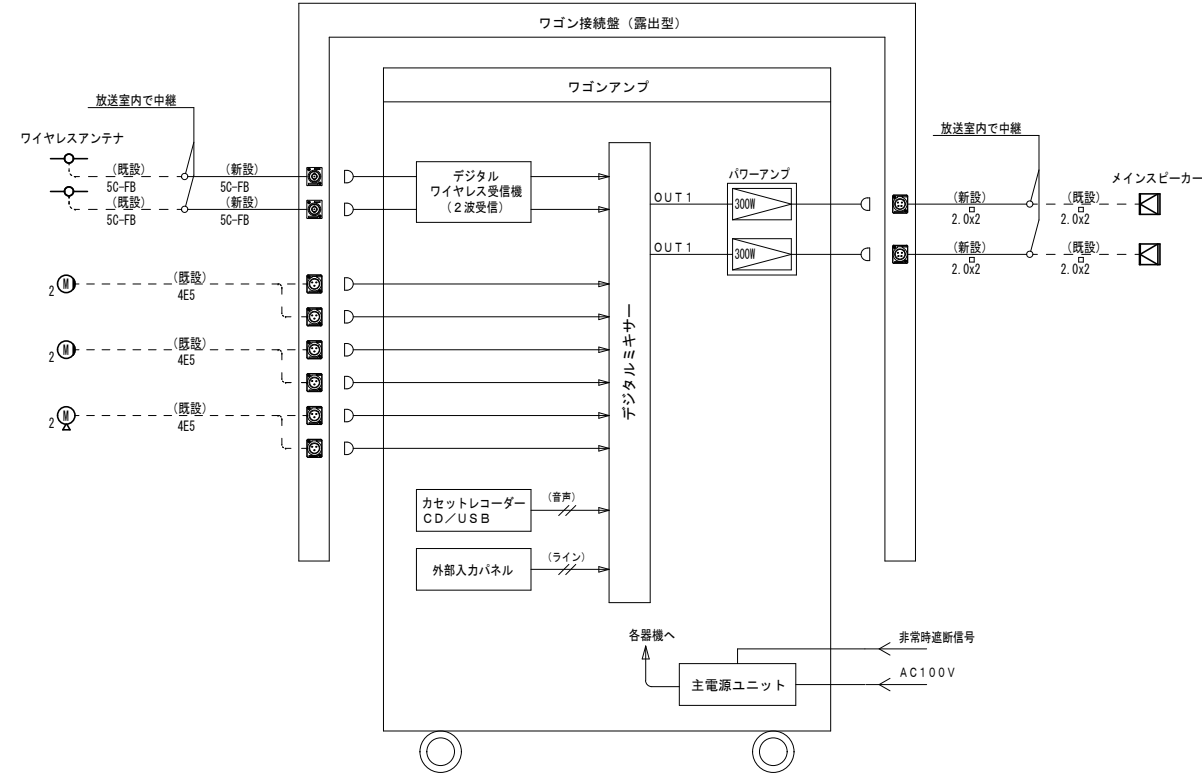 ワゴン接続盤（露出型）
ワゴンアンプ
放送室内で中継
ワイヤレスアンテナ
(既設)
5C-FB
(新設)
5C-FB
(既設)
5C-FB
(新設)
5C-FB
デジタル
ワイヤレス受信機
（２波受信）
2 M
(既設)
4E5
2 M
(既設)
4E5
2 M
(既設)
4E5
カセットレコーダー
ＣＤ／ＵＳＢ
(音声)
外部入力パネル
(ライン)
デジタルミキサー
ＯＵＴ１
ＯＵＴ１
パワーアンプ
300W
300W
放送室内で中継
メインスピーカー
(新設)
2.0x2
(既設)
2.0x2
(新設)
2.0x2
(既設)
2.0x2
各器機へ
主電源ユニット
非常時遮断信号
ＡＣ１００Ｖ